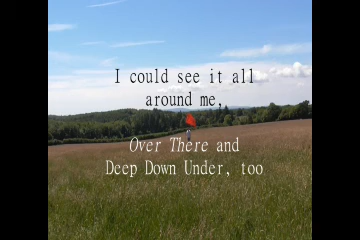 I could see it all
around me,
Over There and
Deep Down Under, too